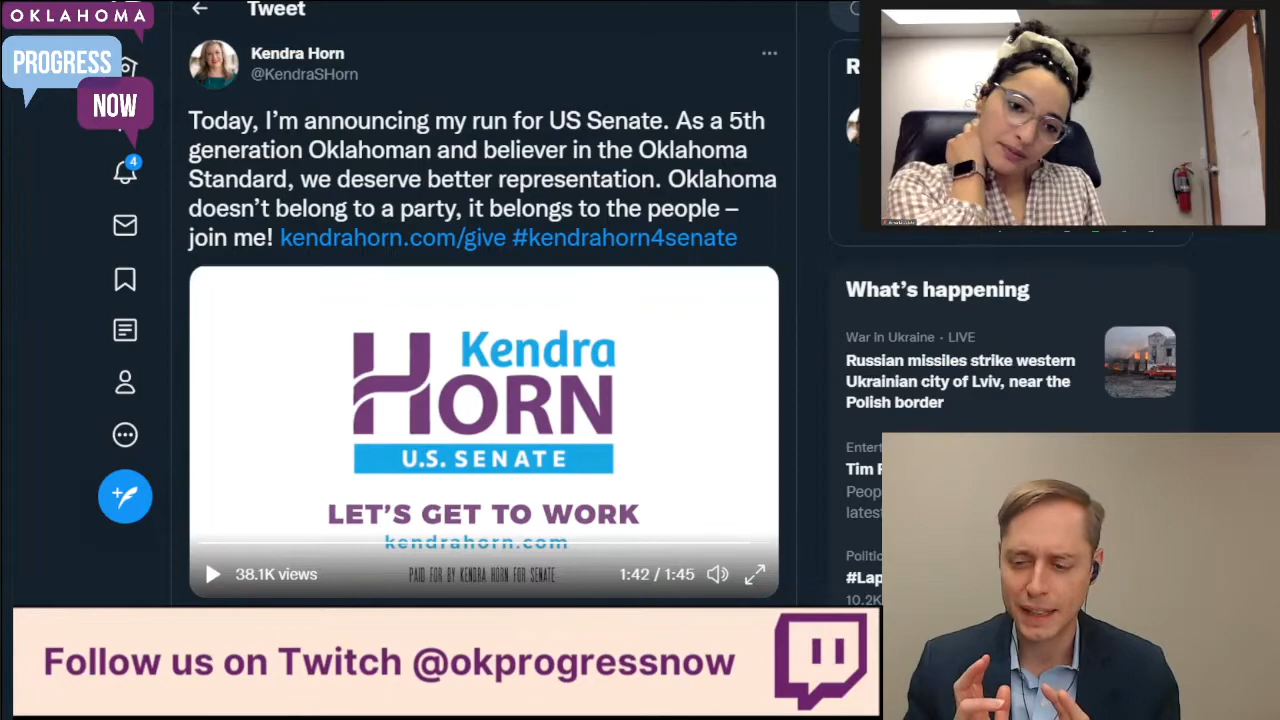 OKLAHOMA
PROGRESS
NOW
Tweet
Kendra Horn
@KendraSHorn
Today, I'm announcing my run for US Senate. As a 5th
generation Oklahoman and believer in the Oklahoma
Standard, we deserve better representation. Oklahoma
doesn't belong to a party, it belongs to the people –
join me! kendrahorn.com/give #kendrahorn4senate
4
Kendra
HORN
U.S. SENATE
LET'S GET TO WORK
kendrahorn.com
38.1K views
PAID FOR BY KENDRA HORN FOR SENATE
1:42 / 1:45
What's happening
War in Ukraine · LIVE
Russian missiles strike western
Ukrainian city of Lviv, near the
Polish border
Follow us on Twitch @okprogressnow